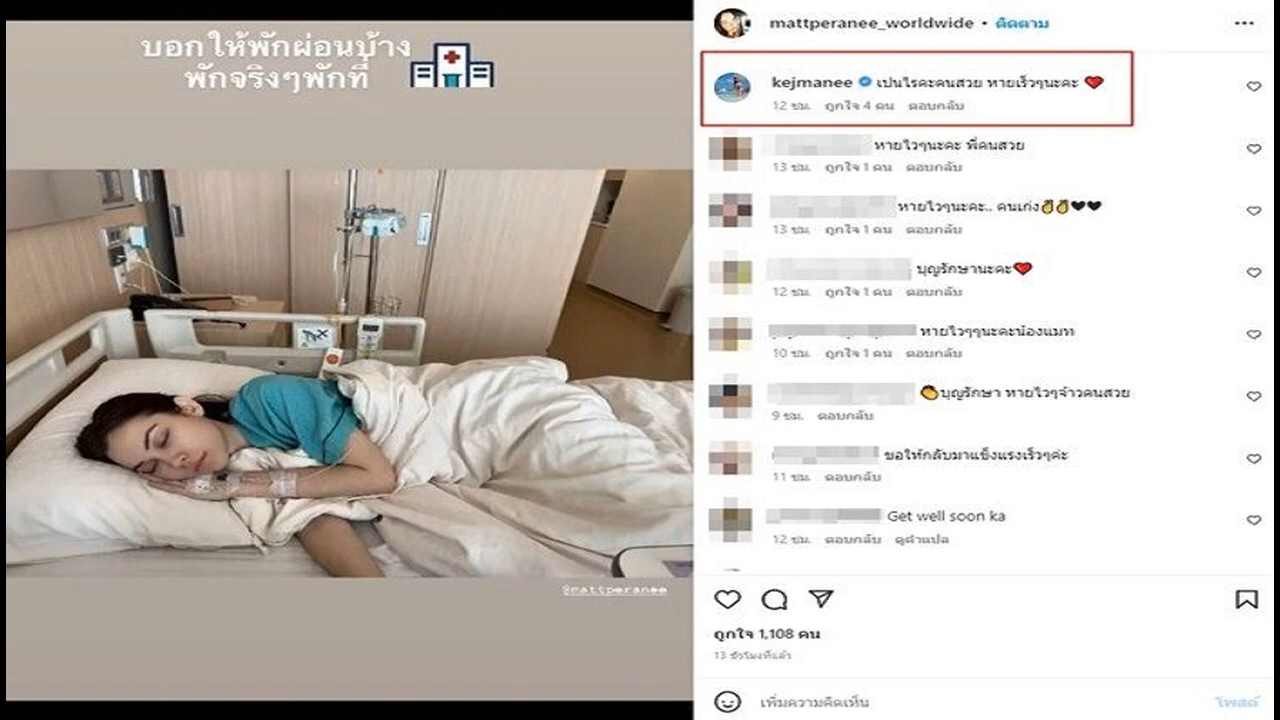 บอกให้พักผ่อนบ้าง
พักจริงๆพักที่
@mattperanee
mattperanee_worldwide • ติดตาม
kejmanee เปนไรคะคนสวย หายเร็วๆนะคะ ❤️
12 ชม. ถูกใจ 4 คน ตอบกลับ
หายไวๆนะคะ พี่คนสวย
13 ชม. ถูกใจ 1 คน ตอบกลับ
หายไวๆนะคะ.. คนเก่ง👏👏🖤🖤
13 ชม. ถูกใจ 1 คน ตอบกลับ
บุญรักษานะคะ❤️
12 ชม. ถูกใจ 1 คน ตอบกลับ
หายไวๆๆนะคะน้องแมท
10 ชม. ถูกใจ 1 คน ตอบกลับ
👏บุญรักษา หายไวๆจ้าวคนสวย
9 ชม. ตอบกลับ
ขอให้กลับมาแข็งแรงเร็วๆค่ะ
11 ชม. ตอบกลับ
Get well soon ka
12 ชม. ตอบกลับ ดูคำแปล
ถูกใจ 1,108 คน
13 ชั่วโมงที่แล้ว
เพิ่มความคิดเห็น
โพสต์